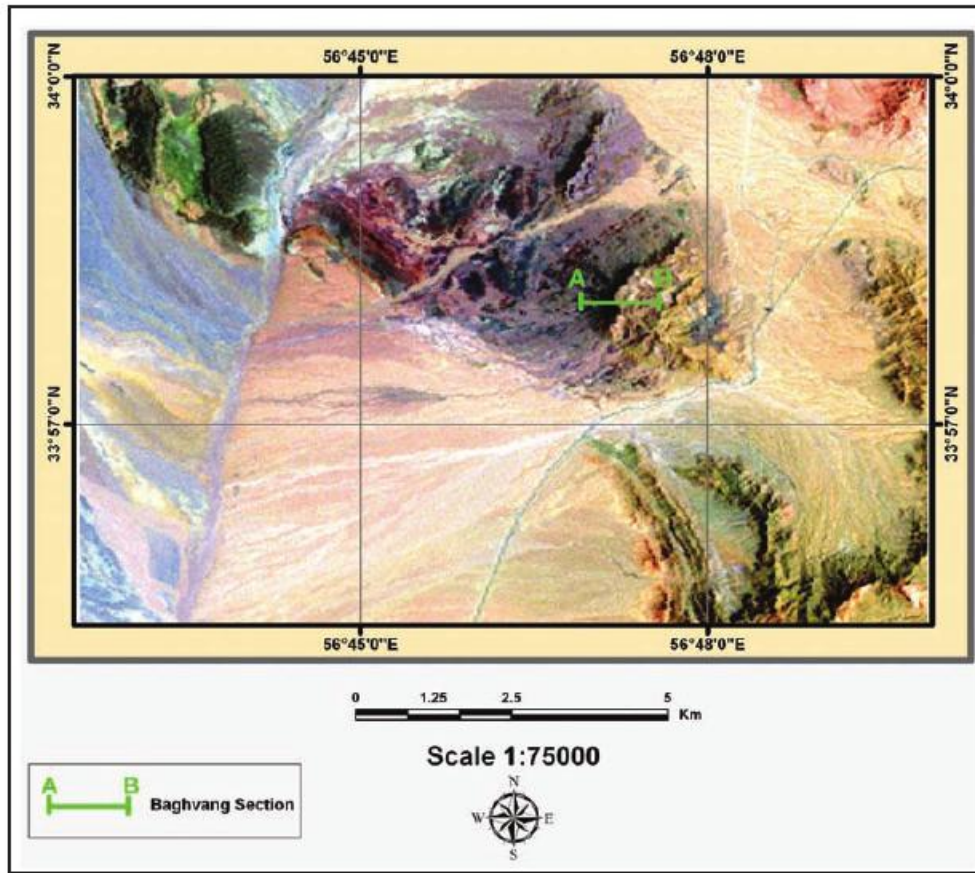 56°45'0"E 56°48'0"E
34°0'0"N 34°0'0"N
A B
33°57'0"N 33°57'0"N
56°45'0"E 56°48'0"E
0 1.25 2.5 5
Km
Scale 1:75000
A B
Baghvang Section
N
W E
S